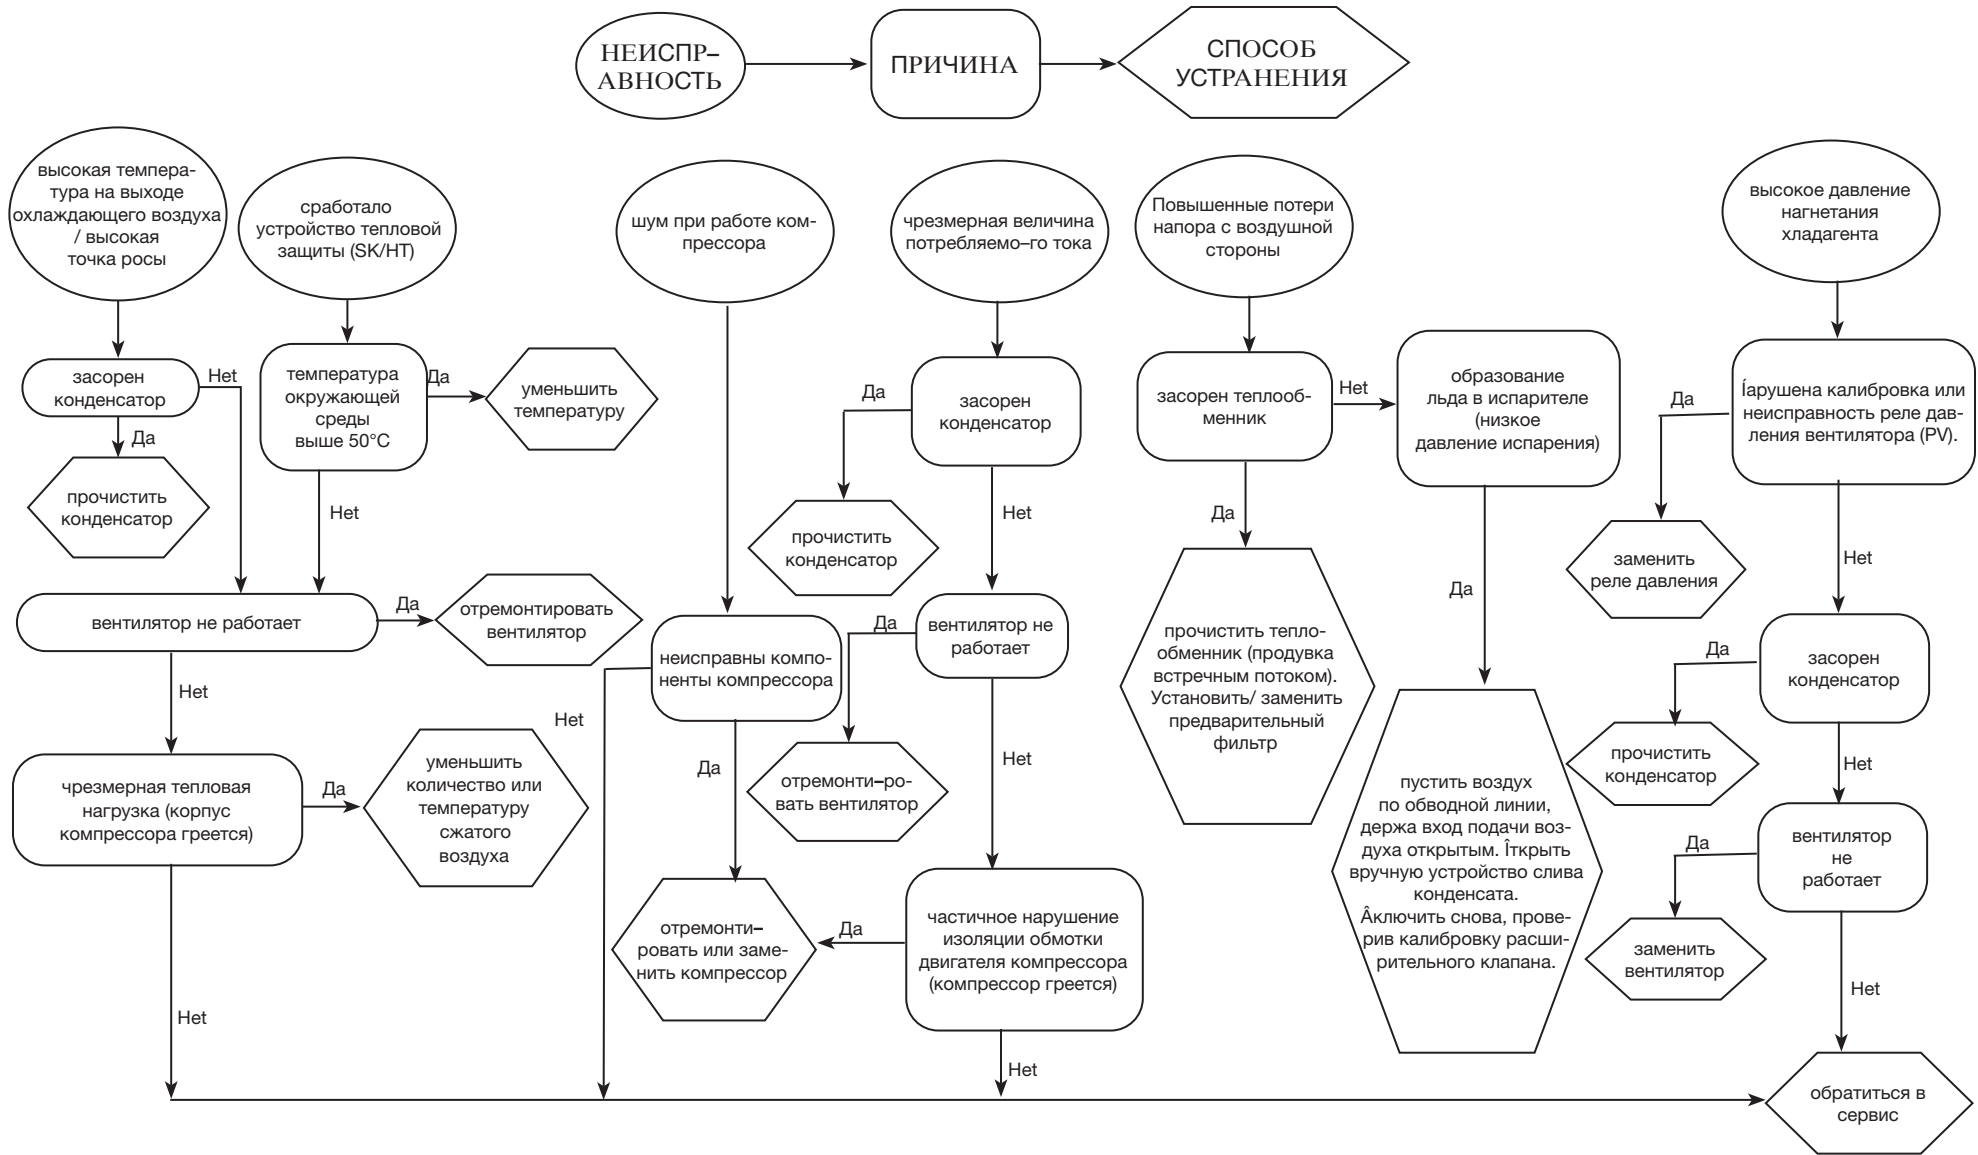 НЕИСПР–
АВНОСТЬ
ПРИЧИНА
СПОСОБ
УСТРАНЕНИЯ
высокая темпера-
тура на выходе
охлаждающего воздуха
/ высокая
точка росы
сработало
устройство тепловой
защиты (SK/HT)
шум при работе ком-
прессора
чрезмерная величина
потребляемо–го тока
Повышенные потери
напора с воздушной
стороны
высокое давление
нагнетания
хладагента
засорен
конденсатор
Нет
Да
прочистить
конденсатор
температура
окружающей
среды
выше 50°C
Да
уменьшить
температуру
Нет
вентилятор не работает
Да
отремонтировать
вентилятор
Нет
чрезмерная тепловая
нагрузка (корпус
компрессора греется)
Да
уменьшить
количество или
температуру
сжатого
воздуха
Нет
неисправны компо-
ненты компрессора
Нет
Да
отремонти–
ровать или заме-
нить компрессор
засорен
конденсатор
Да
прочистить
конденсатор
Нет
вентилятор не
работает
Да
отремонти–ро-
вать вентилятор
Нет
частичное нарушение
изоляции обмотки
двигателя компрессора
(компрессор греется)
Да
Нет
засорен теплооб-
менник
Нет
Да
прочистить тепло-
обменник (продувка
встречным потоком).
Установить/ заменить
предварительный
фильтр
образование
льда в испарителе
(низкое
давление испарения)
Да
пустить воздух
по обводной линии,
держа вход подачи воз-
духа открытым. Îткрыть
вручную устройство слива
конденсата.
Âключить снова, прове-
рив калибровку расши-
рительного клапана.
Íарушена калибровка или
неисправность реле дав-
ления вентилятора (PV).
Да
заменить
реле давления
Нет
засорен
конденсатор
Да
прочистить
конденсатор
Нет
вентилятор
не
работает
Да
заменить
вентилятор
Нет
обратиться в
сервис